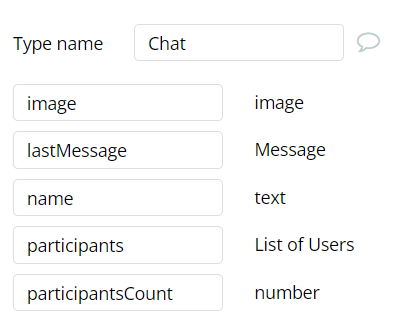 Type name Chat
image image
lastMessage Message
name text
participants List of Users
participantsCount number